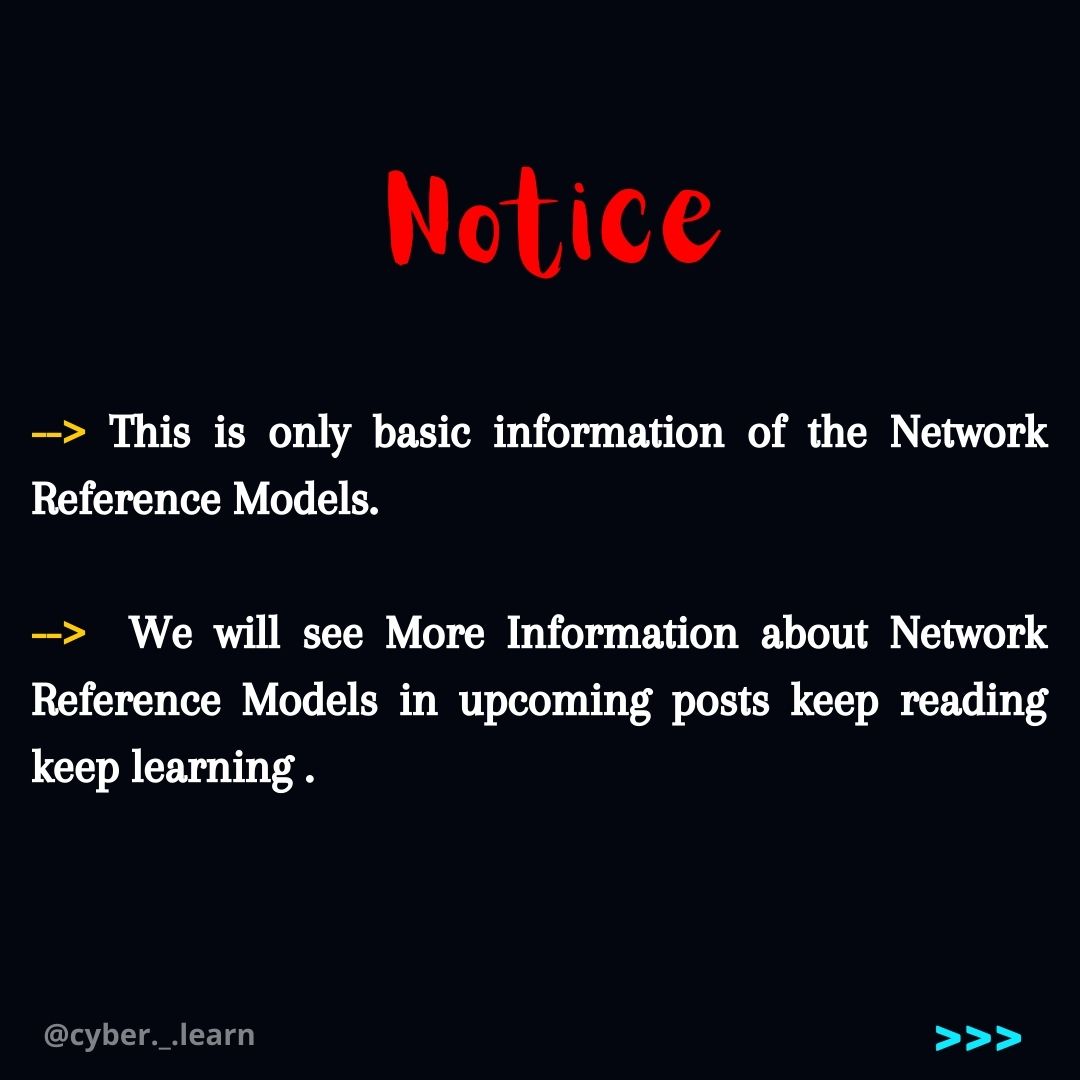 Notice
--> This is only basic information of the Network
Reference Models.
--> We will see More Information about Network
Reference Models in upcoming posts keep reading
keep learning .
@cyber._.learn
>>>